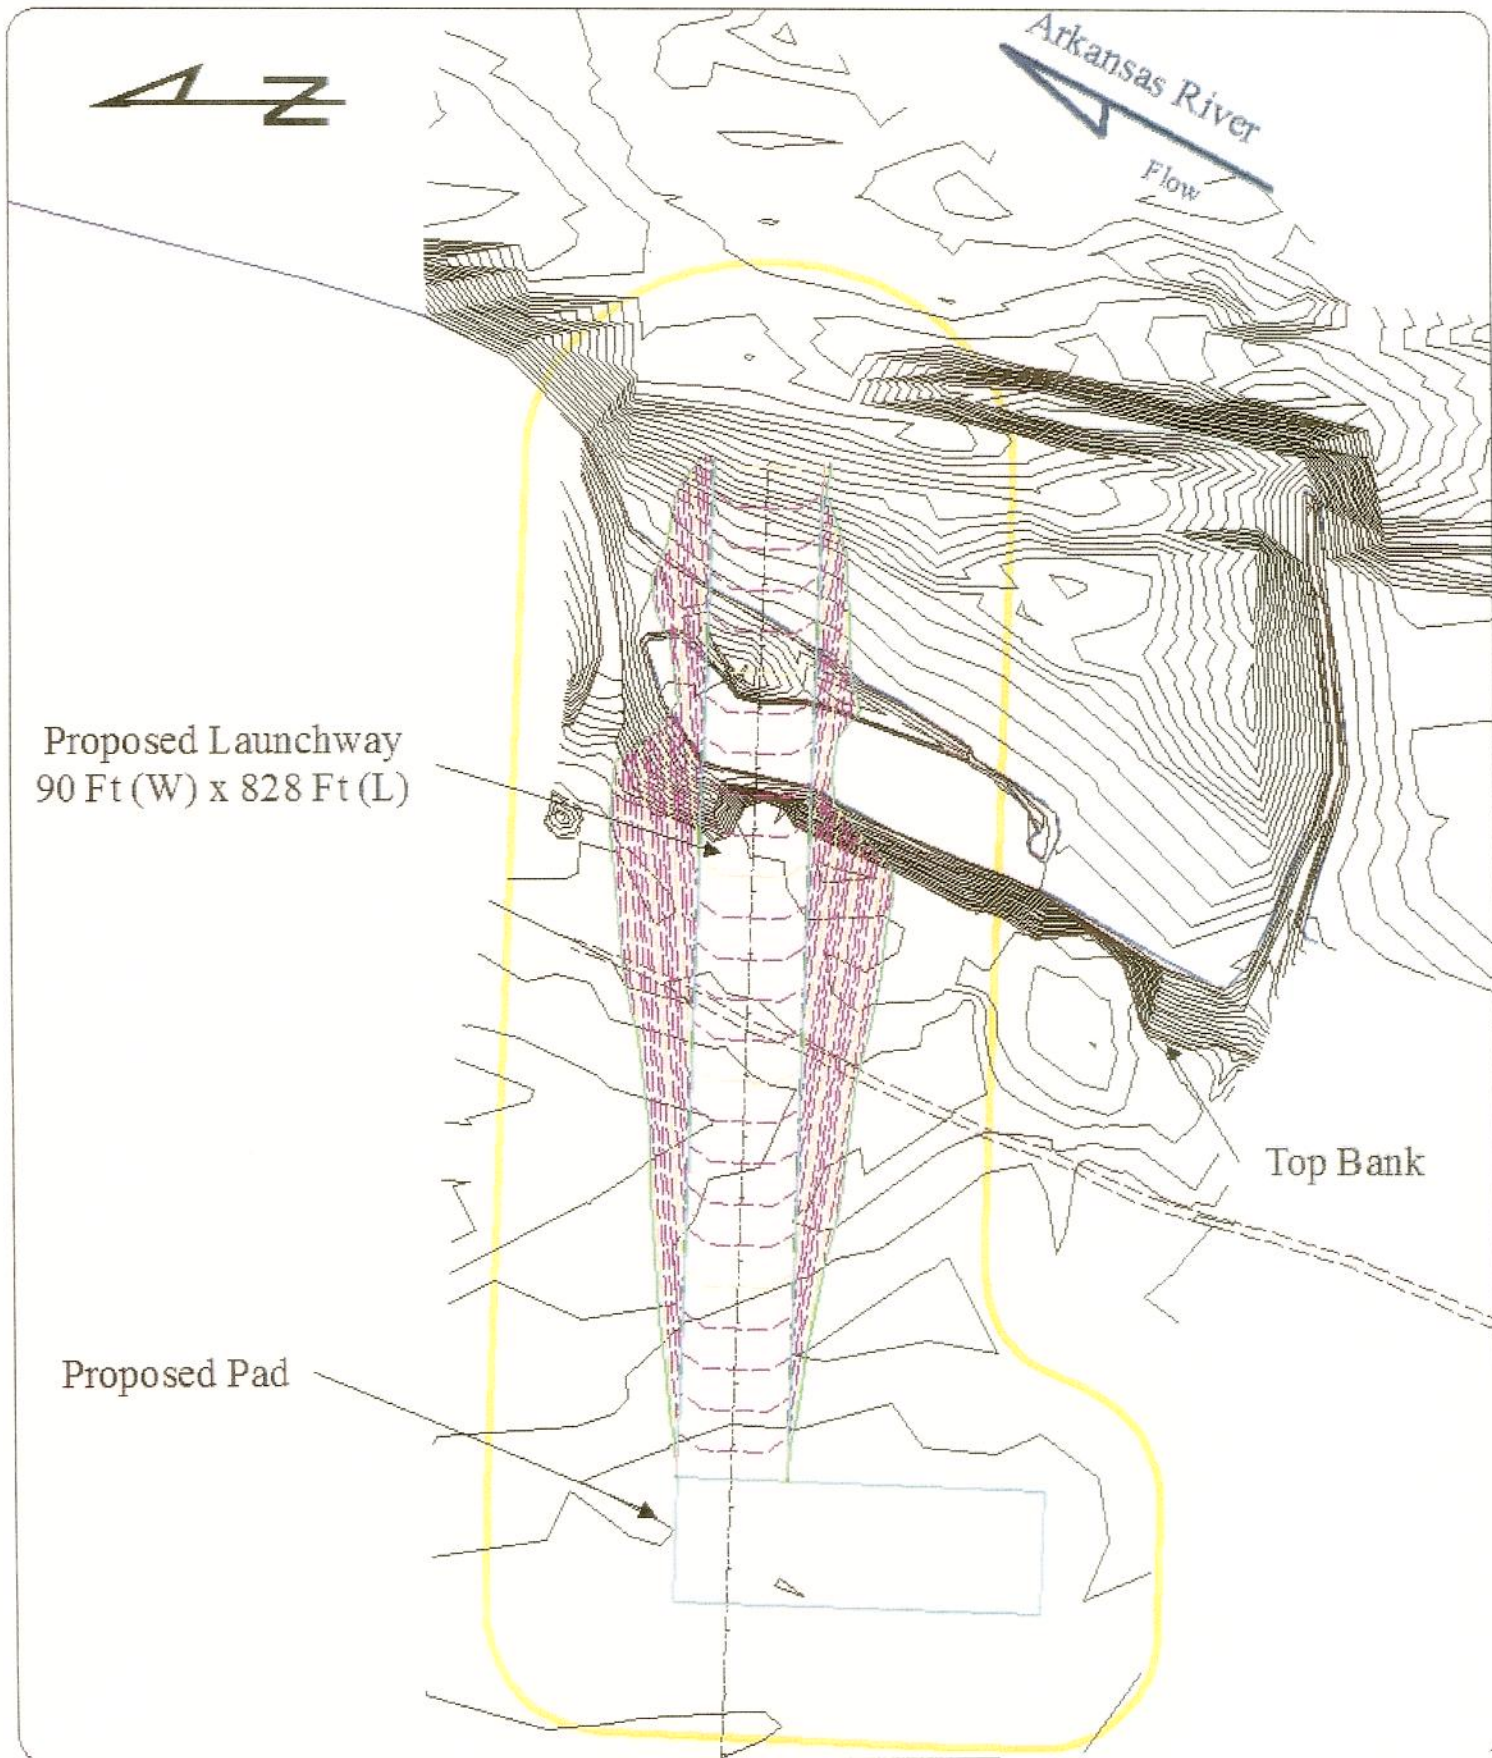 N
Arkansas River
Flow
Proposed Launchway
90 Ft (W) x 828 Ft (L)
Top Bank
Proposed Pad